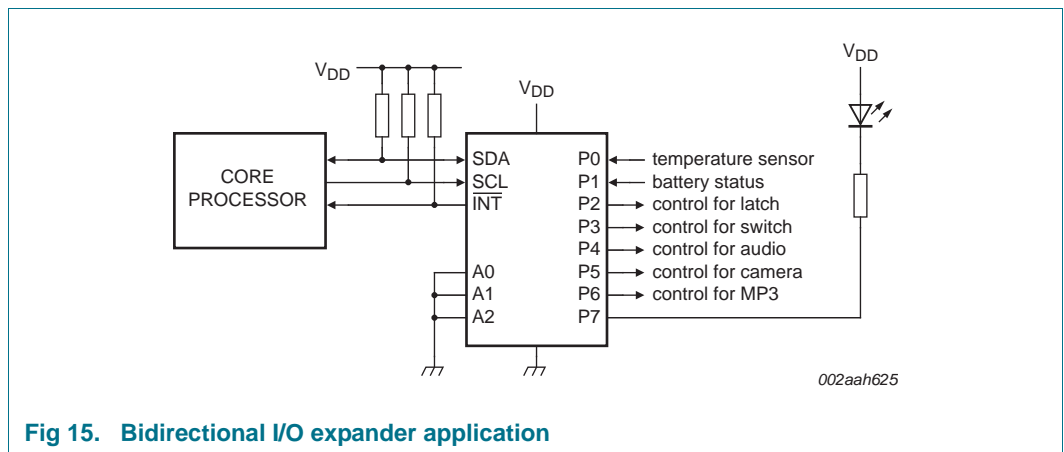 VDD
VDD
VDD
CORE
PROCESSOR
SDA
SCL
INT
A0
A1
A2
P0
P1
P2
P3
P4
P5
P6
P7
temperature sensor
battery status
control for latch
control for switch
control for audio
control for camera
control for MP3
002aah625
Fig 15. Bidirectional I/O expander application